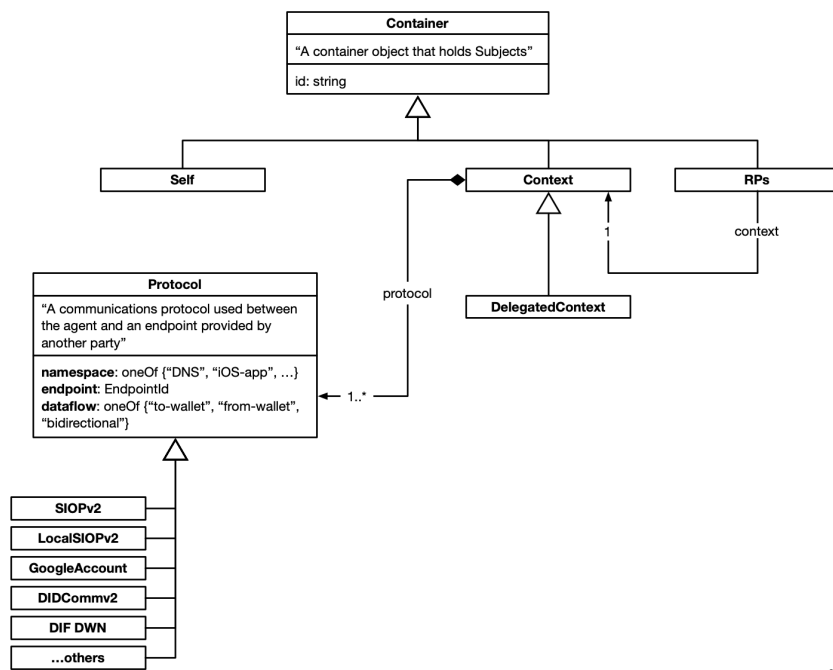 Container
“A container object that holds Subjects”
id: string
Self
Context
RPs
1
context
Protocol
“A communications protocol used between
the agent and an endpoint provided by
another party”
namespace: oneOf {“DNS”, “iOS-app”, …}
endpoint: EndpointId
dataflow: oneOf {“to-wallet”, “from-wallet”,
“bidirectional”}
protocol
DelegatedContext
1..*
SIOPv2
LocalSIOPv2
GoogleAccount
DIDCommv2
DIF DWN
...others